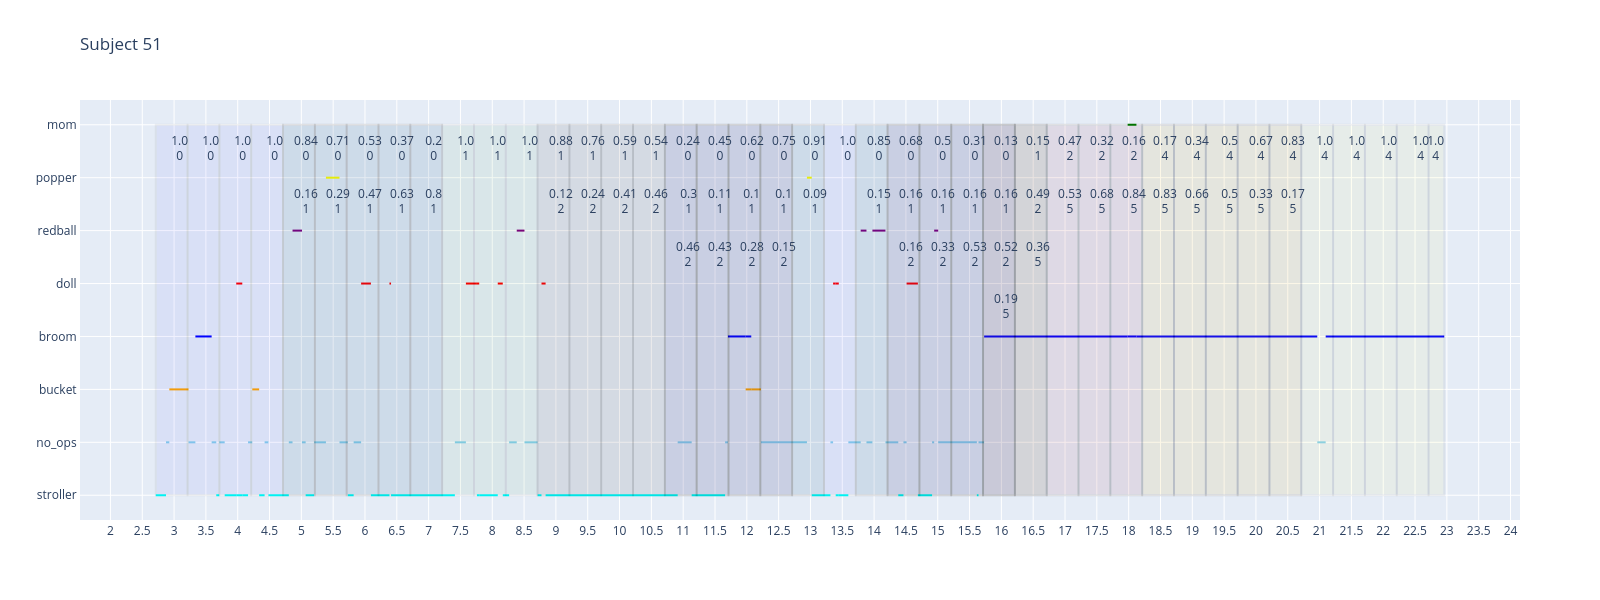 Subject 51
mom
1.0 1.0 1.0 1.0 0.84 0.71 0.53 0.37 0.2 1.0 1.0 1.0 0.88 0.76 0.59 0.54 0.24 0.45 0.62 0.75 0.91 1.0 0.85 0.68 0.5 0.31 0.13 0.15 0.47 0.32 0.16 0.17 0.34 0.5 0.67 0.83 1.0 1.0 1.0 1.0 1.0
0 0 0 0 0 0 0 0 0 1 1 1 1 1 1 1 0 0 0 0 0 0 0 0 0 0 0 1 2 2 2 4 4 4 4 4 4 4 4 4 4
popper
0.16 0.29 0.47 0.63 0.8 0.12 0.24 0.41 0.46 0.3 0.11 0.1 0.1 0.09 0.15 0.16 0.16 0.16 0.16 0.49 0.53 0.68 0.84 0.83 0.66 0.5 0.33 0.17
1 1 1 1 1 2 2 2 2 1 1 1 1 1 1 1 1 1 1 2 5 5 5 5 5 5 5 5
redball
0.46 0.43 0.28 0.15 0.16 0.33 0.53 0.52 0.36
2 2 2 2 2 2 2 2 5
doll
0.19
5
broom
bucket
no_ops
stroller
2 2.5 3 3.5 4 4.5 5 5.5 6 6.5 7 7.5 8 8.5 9 9.5 10 10.5 11 11.5 12 12.5 13 13.5 14 14.5 15 15.5 16 16.5 17 17.5 18 18.5 19 19.5 20 20.5 21 21.5 22 22.5 23 23.5 24